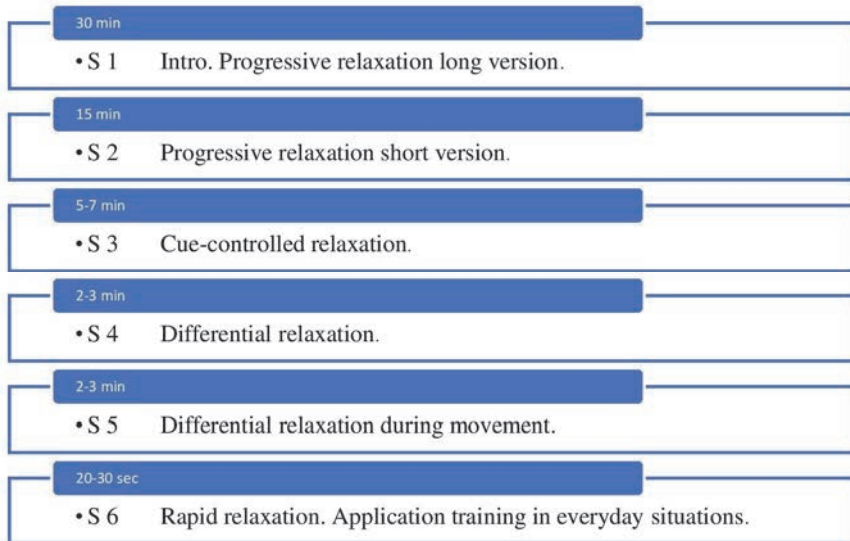 30 min
• S 1 Intro. Progressive relaxation long version.
15 min
• S 2 Progressive relaxation short version.
5-7 min
• S 3 Cue-controlled relaxation.
2-3 min
• S 4 Differential relaxation.
2-3 min
• S 5 Differential relaxation during movement.
20-30 sec
• S 6 Rapid relaxation. Application training in everyday situations.